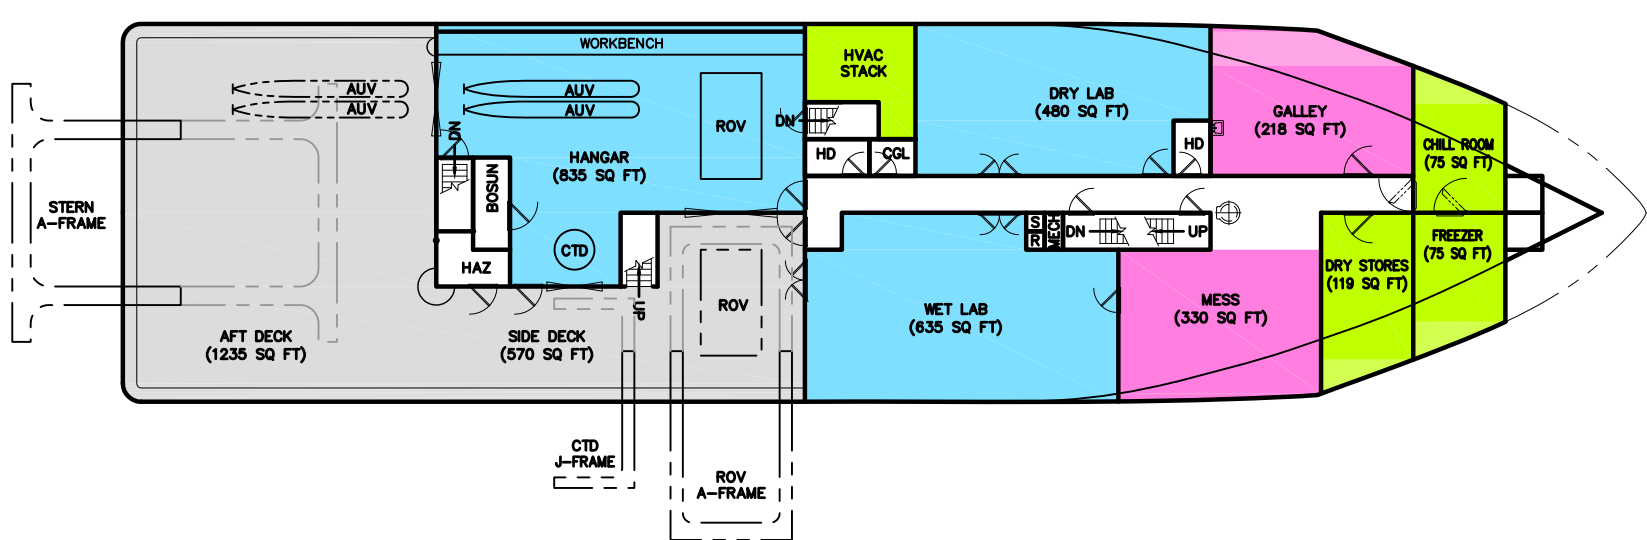 WORKBENCH
HVAC
STACK
AUV
AUV
AUV
AUV
ROV
DN
DN
DRY LAB
(480 SQ FT)
GALLEY
(218 SQ FT)
HANGAR
(835 SQ FT)
HD
CGL
HD
CHILL ROOM
(75 SQ FT)
BOSUN
STERN
A-FRAME
CTD
HAZ
S
R
MECH
DN
UP
FREEZER
(75 SQ FT)
DRY STORES
(119 SQ FT)
UP
ROV
WET LAB
(635 SQ FT)
MESS
(330 SQ FT)
AFT DECK
(1235 SQ FT)
SIDE DECK
(570 SQ FT)
CTD
J-FRAME
ROV
A-FRAME